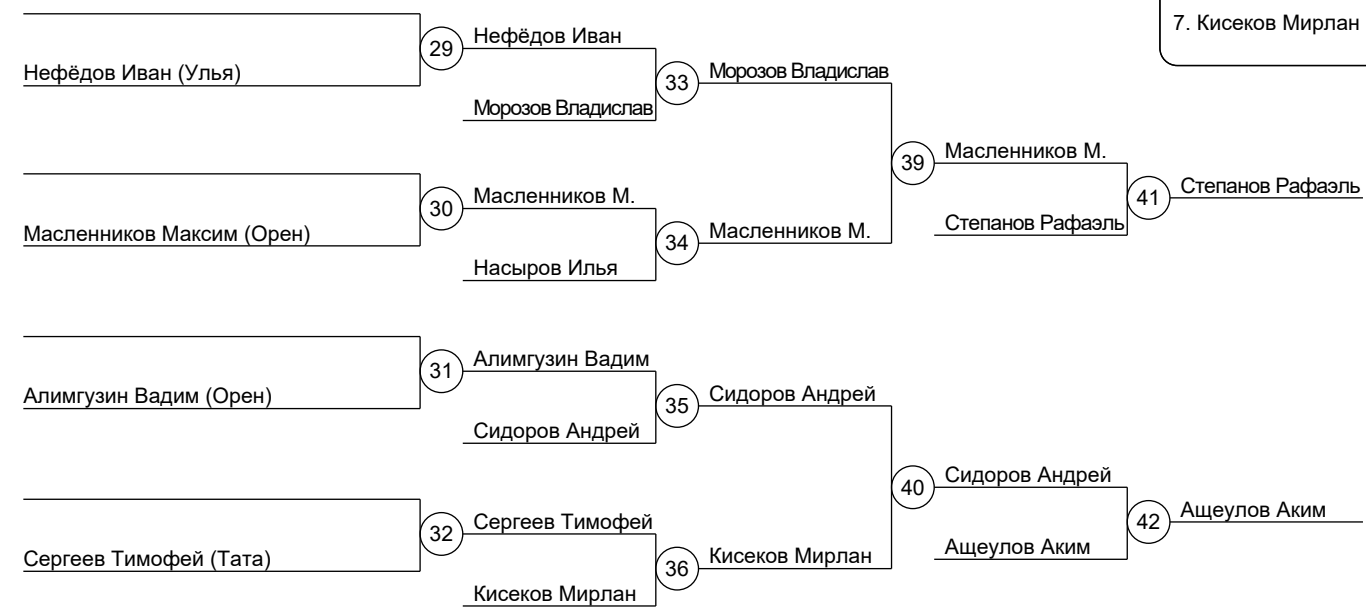 7. Кисеков Мирлан
29
Нефёдов Иван
Нефёдов Иван (Улья)
33
Морозов Владислав
Морозов Владислав
39
Масленников М.
30
Масленников М.
41
Степанов Рафаэль
Масленников Максим (Орен)
34
Масленников М.
Степанов Рафаэль
Насыров Илья
31
Алимгузин Вадим
Алимгузин Вадим (Орен)
35
Сидоров Андрей
Сидоров Андрей
40
Сидоров Андрей
32
Сергеев Тимофей
42
Ащеулов Аким
Сергеев Тимофей (Тата)
36
Кисеков Мирлан
Ащеулов Аким
Кисеков Мирлан